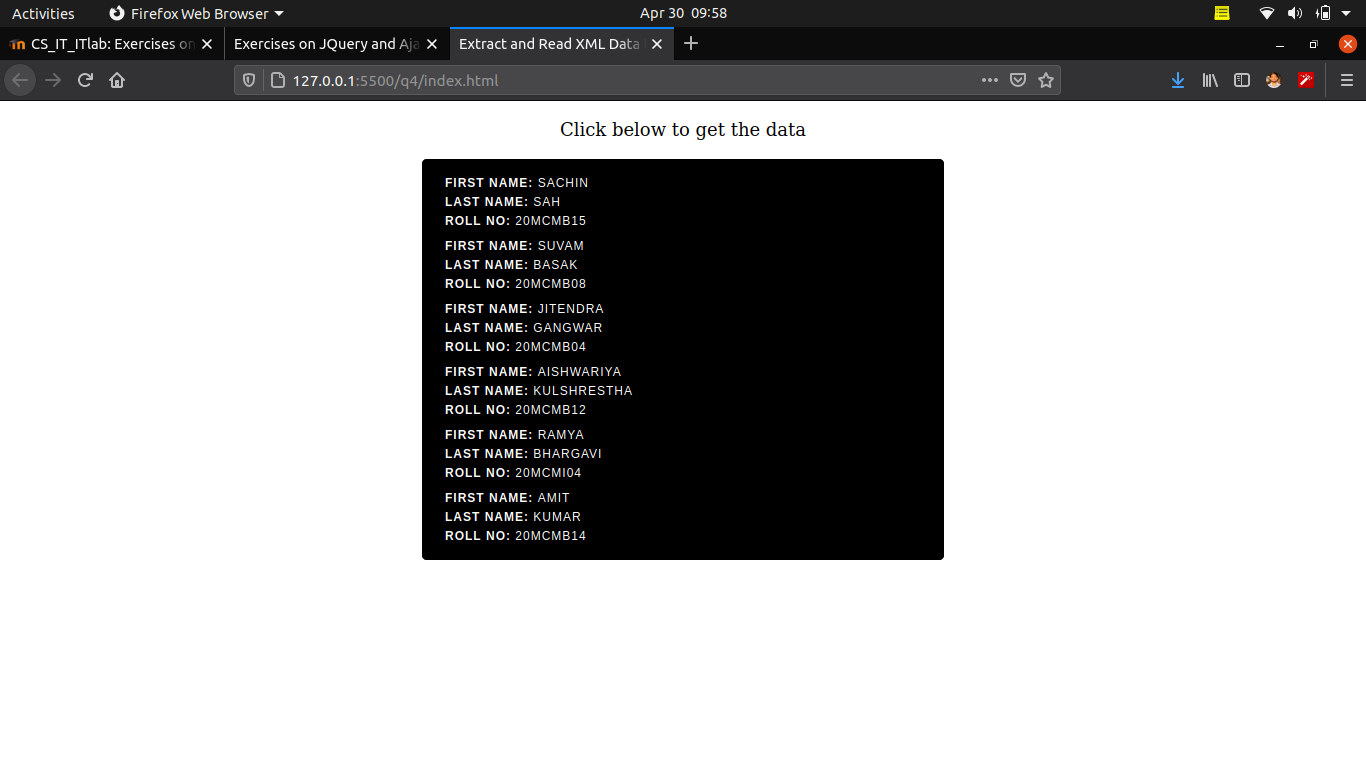 Activities
Firefox Web Browser
Apr 30 09:58
CS_IT_ITlab: Exercises on
Exercises on JQuery and Aja
Extract and Read XML Data
127.0.0.1:5500/q4/index.html
Click below to get the data
FIRST NAME: SACHIN
LAST NAME: SAH
ROLL NO: 20MCMB15
FIRST NAME: SUVAM
LAST NAME: BASAK
ROLL NO: 20MCMB08
FIRST NAME: JITENDRA
LAST NAME: GANGWAR
ROLL NO: 20MCMB04
FIRST NAME: AISHWARIYA
LAST NAME: KULSHRESTHA
ROLL NO: 20MCMB12
FIRST NAME: RAMYA
LAST NAME: BHARGAVI
ROLL NO: 20MCMI04
FIRST NAME: AMIT
LAST NAME: KUMAR
ROLL NO: 20MCMB14